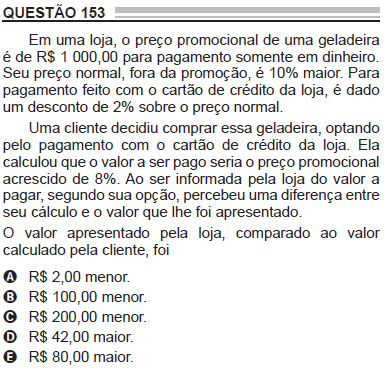 QUESTÃO 153
Em uma loja, o preço promocional de uma geladeira
é de R$ 1 000,00 para pagamento somente em dinheiro.
Seu preço normal, fora da promoção, é 10% maior. Para
pagamento feito com o cartão de crédito da loja, é dado
um desconto de 2% sobre o preço normal.
Uma cliente decidiu comprar essa geladeira, optando
pelo pagamento com o cartão de crédito da loja. Ela
calculou que o valor a ser pago seria o preço promocional
acrescido de 8%. Ao ser informada pela loja do valor a
pagar, segundo sua opção, percebeu uma diferença entre
seu cálculo e o valor que lhe foi apresentado.
O valor apresentado pela loja, comparado ao valor
calculado pela cliente, foi
A R$ 2,00 menor.
B R$ 100,00 menor.
C R$ 200,00 menor.
D R$ 42,00 maior.
E R$ 80,00 maior.